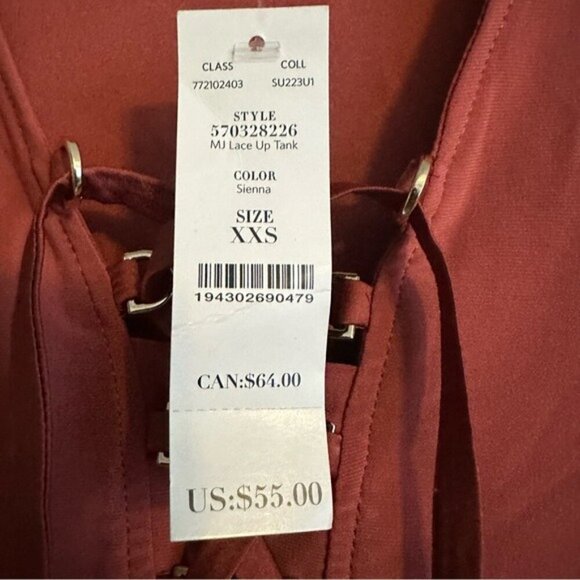 CLASS COLL
772102403 SU223U1
STYLE
570328226
MJ Lace Up Tank
COLOR
Sienna
SIZE
XXS
194302690479
CAN:$64.00
US:$55.00